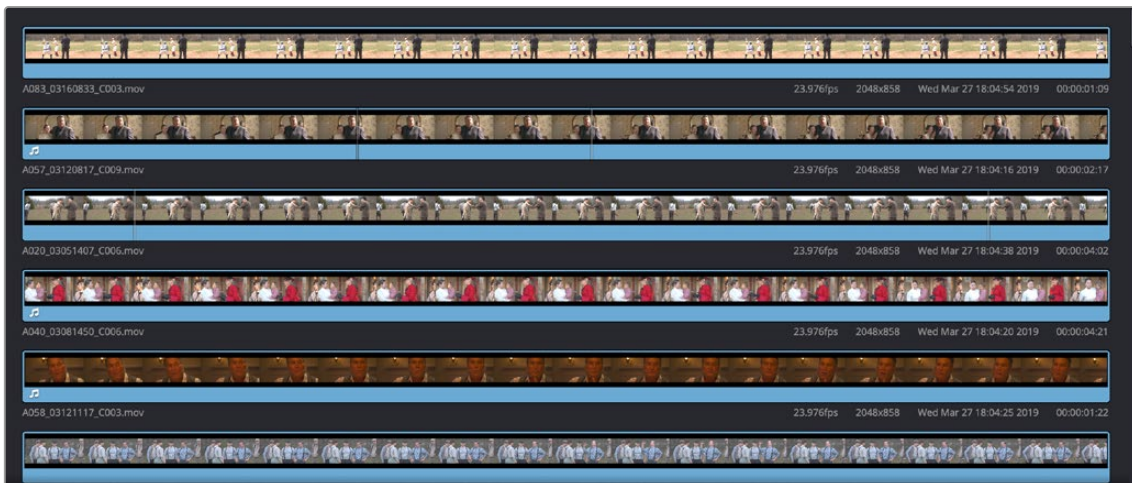 A083_03160833_C003.mov 23.976fps 2048x858 Wed Mar 27 18:04:54 2019 00:00:01:09
A057_03120817_C009.mov 23.976fps 2048x858 Wed Mar 27 18:04:16 2019 00:00:02:17
A020_03051407_C006.mov 23.976fps 2048x858 Wed Mar 27 18:04:38 2019 00:00:04:02
A040_03081450_C006.mov 23.976fps 2048x858 Wed Mar 27 18:04:20 2019 00:00:04:21
A058_03121117_C003.mov 23.976fps 2048x858 Wed Mar 27 18:04:25 2019 00:00:01:22